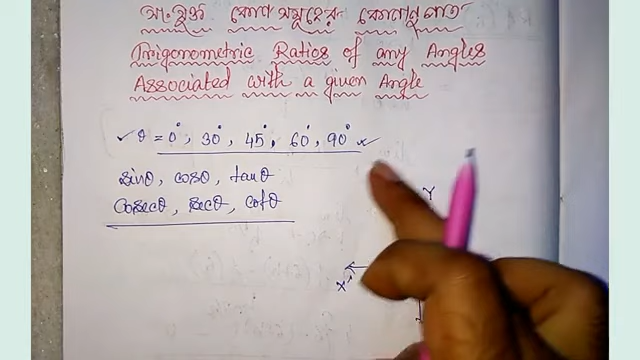 সংযুক্ত কোণ সমূহের কোণানুপাত
Trigonometric Ratios of any Angles
Associated with a given Angle
θ = 0°, 30°, 45°, 60°, 90°
sinθ, cosθ, tanθ
Cosecθ, secθ, cotθ
Y
X'